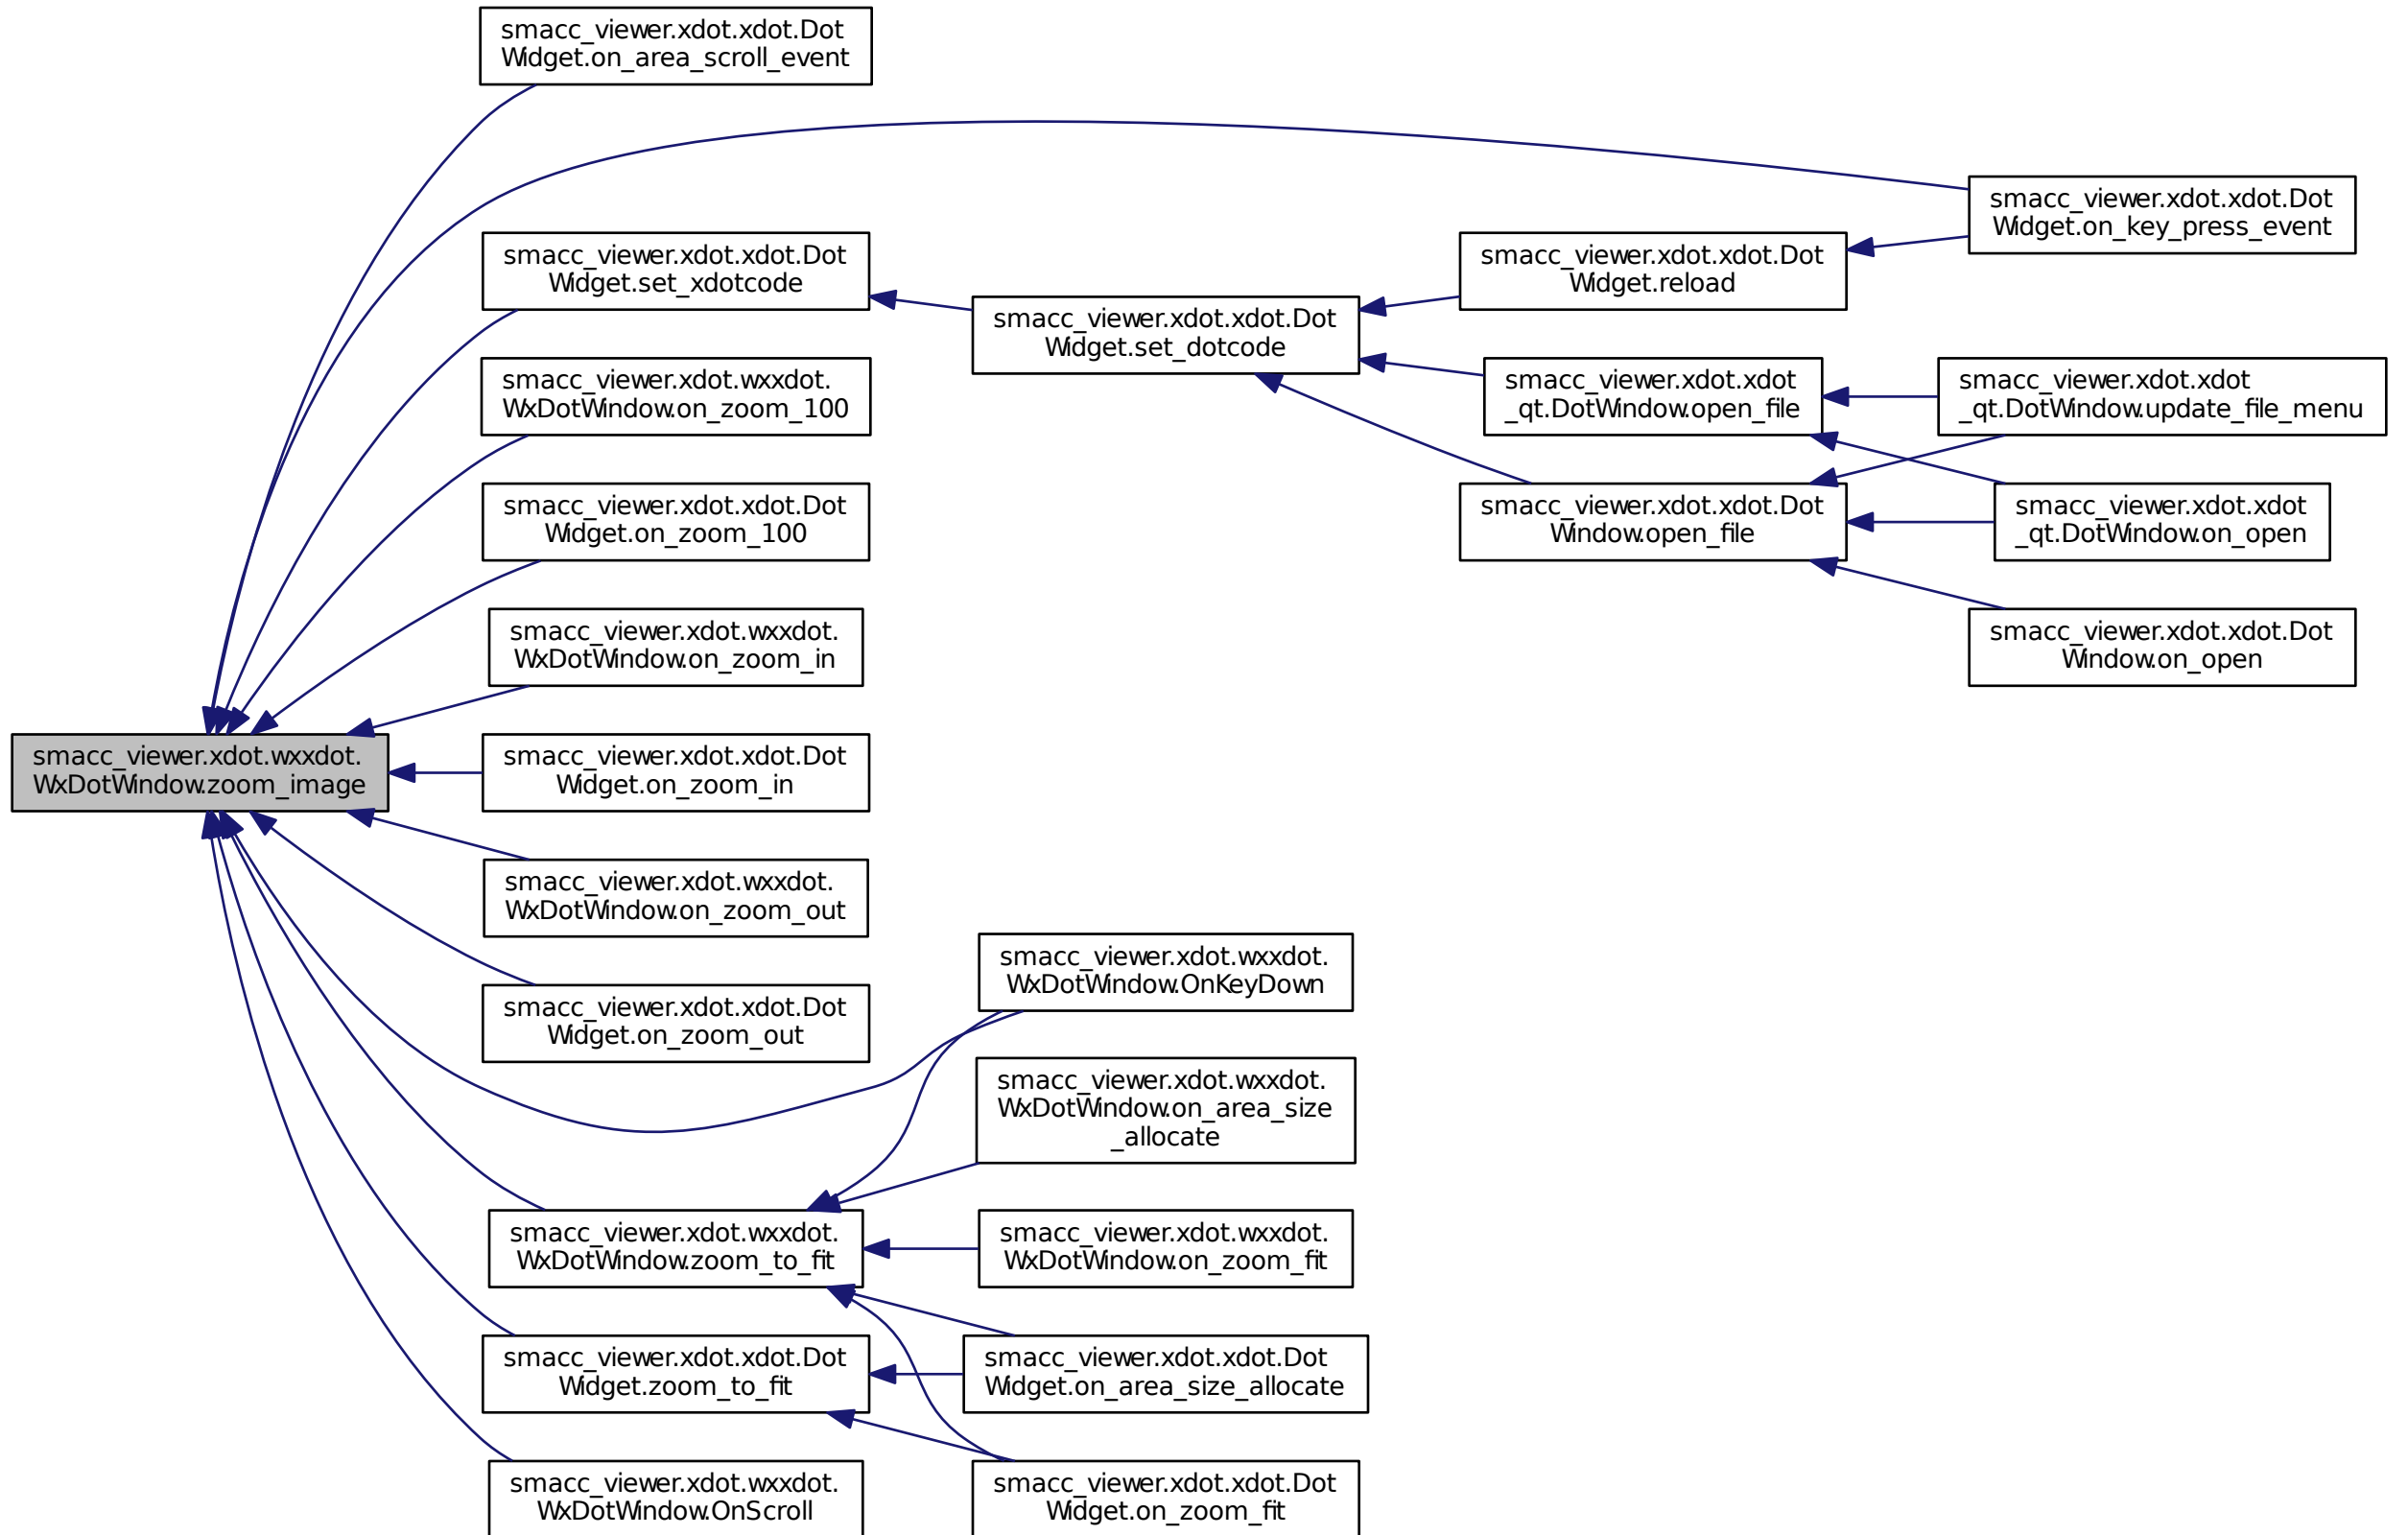 smacc_viewer.xdot.xdot.Dot
Widget.on_area_scroll_event
smacc_viewer.xdot.xdot.Dot
Widget.on_key_press_event
smacc_viewer.xdot.xdot.Dot
Widget.set_xdotcode
smacc_viewer.xdot.xdot.Dot
Widget.reload
smacc_viewer.xdot.xdot.Dot
Widget.set_dotcode
smacc_viewer.xdot.wxxdot.
WxDotWindow.on_zoom_100
smacc_viewer.xdot.xdot
_qt.DotWindow.open_file
smacc_viewer.xdot.xdot
_qt.DotWindow.update_file_menu
smacc_viewer.xdot.xdot.Dot
Widget.on_zoom_100
smacc_viewer.xdot.xdot.Dot
Window.open_file
smacc_viewer.xdot.xdot
_qt.DotWindow.on_open
smacc_viewer.xdot.wxxdot.
WxDotWindow.on_zoom_in
smacc_viewer.xdot.xdot.Dot
Window.on_open
smacc_viewer.xdot.wxxdot.
WxDotWindow.zoom_image
smacc_viewer.xdot.xdot.Dot
Widget.on_zoom_in
smacc_viewer.xdot.wxxdot.
WxDotWindow.on_zoom_out
smacc_viewer.xdot.wxxdot.
WxDotWindow.OnKeyDown
smacc_viewer.xdot.xdot.Dot
Widget.on_zoom_out
smacc_viewer.xdot.wxxdot.
WxDotWindow.on_area_size
_allocate
smacc_viewer.xdot.wxxdot.
WxDotWindow.zoom_to_fit
smacc_viewer.xdot.wxxdot.
WxDotWindow.on_zoom_fit
smacc_viewer.xdot.xdot.Dot
Widget.zoom_to_fit
smacc_viewer.xdot.xdot.Dot
Widget.on_area_size_allocate
smacc_viewer.xdot.wxxdot.
WxDotWindow.OnScroll
smacc_viewer.xdot.xdot.Dot
Widget.on_zoom_fit